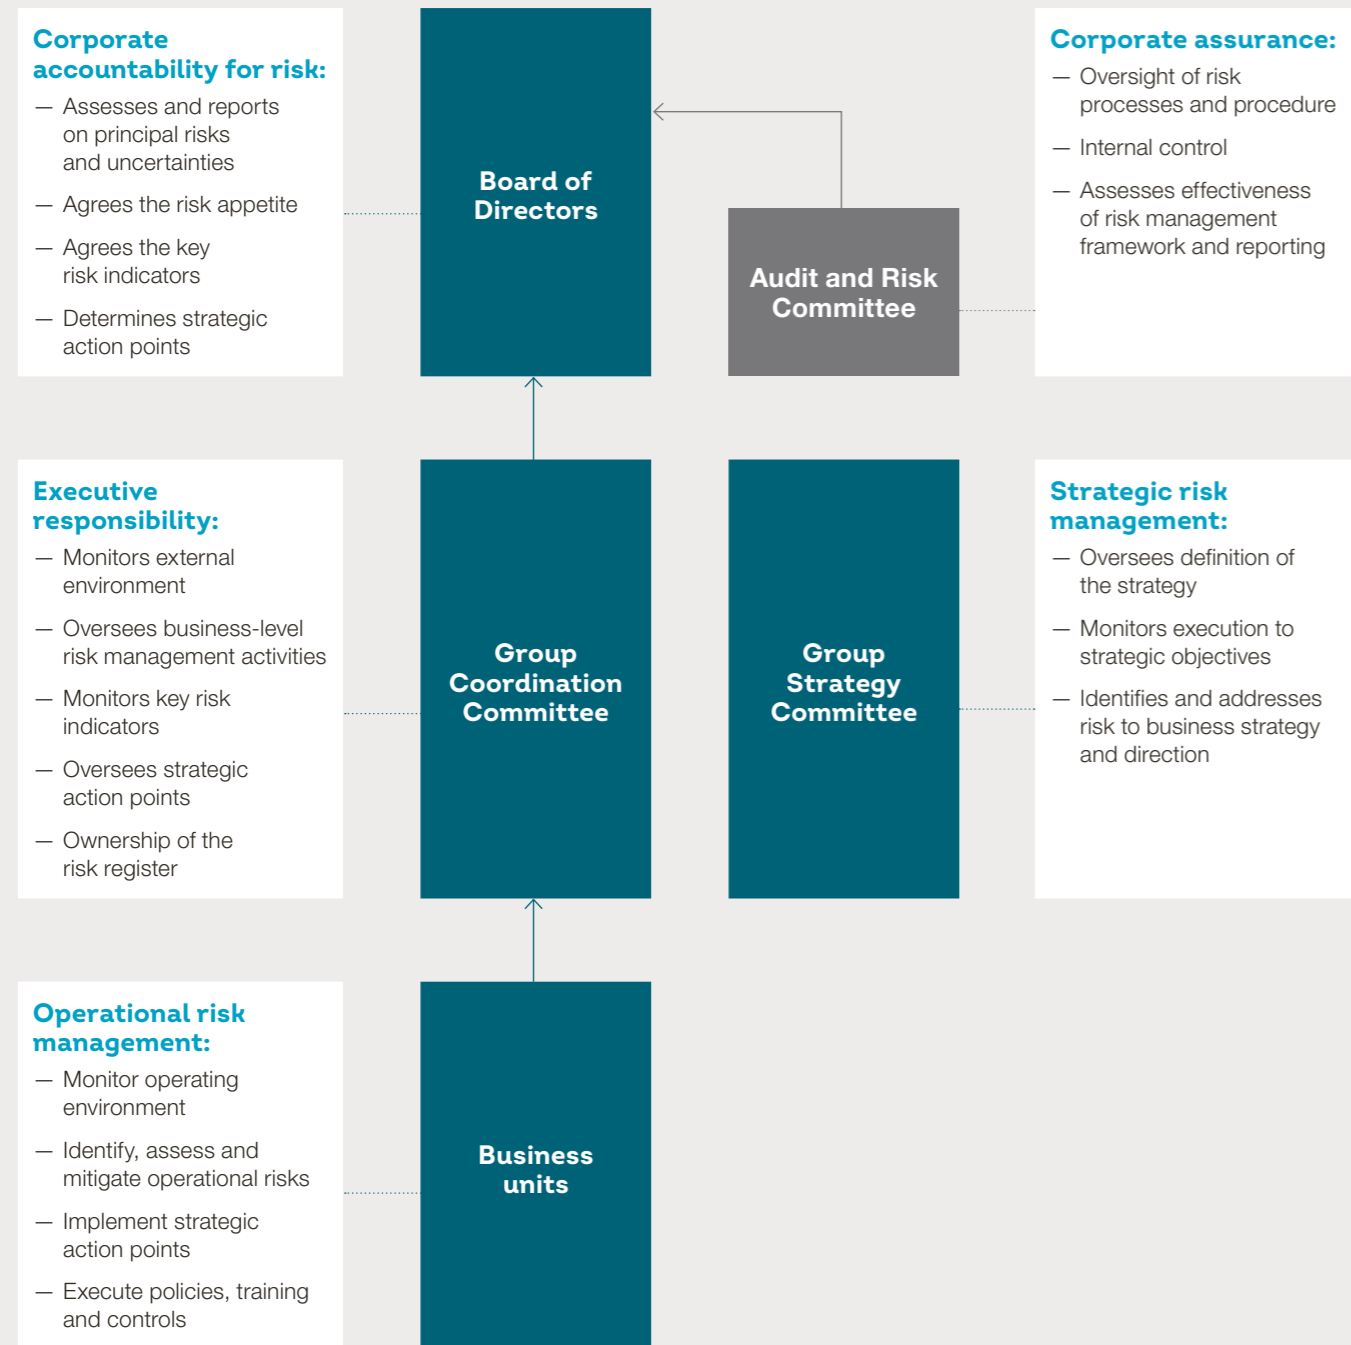 Corporate
accountability for risk:
— Assesses and reports
on principal risks
and uncertainties
— Agrees the risk appetite
— Agrees the key
risk indicators
— Determines strategic
action points
Board of
Directors
Audit and Risk
Committee
Corporate assurance:
— Oversight of risk
processes and procedure
— Internal control
— Assesses effectiveness
of risk management
framework and reporting
Executive
responsibility:
— Monitors external
environment
— Oversees business-level
risk management activities
— Monitors key risk
indicators
— Oversees strategic
action points
— Ownership of the
risk register
Group
Coordination
Committee
Group
Strategy
Committee
Strategic risk
management:
— Oversees definition of
the strategy
— Monitors execution to
strategic objectives
— Identifies and addresses
risk to business strategy
and direction
Operational risk
management:
— Monitor operating
environment
— Identify, assess and
mitigate operational risks
— Implement strategic
action points
— Execute policies, training
and controls
Business
units